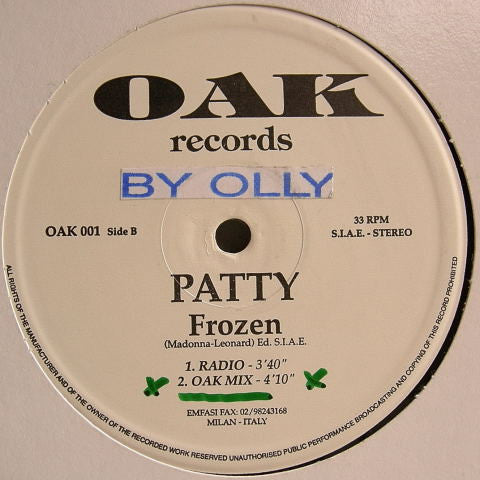 OAK
records
BY OLLY
OAK 001 Side B
33 RPM
S.I.A.E. - STEREO
PATTY
Frozen
(Madonna-Leonard) Ed. S.I.A.E.
1. RADIO - 3'40"
2. OAK MIX - 4'10"
EMFASI FAX: 02/98243168
MILAN - ITALY
ALL RIGHTS OF THE MANUFACTURER AND OF THE OWNER OF THE RECORDED WORK RESERVED UNAUTHORISED PUBLIC PERFORMANCE BROADCASTING AND COPYING OF THIS RECORD PROHIBITED